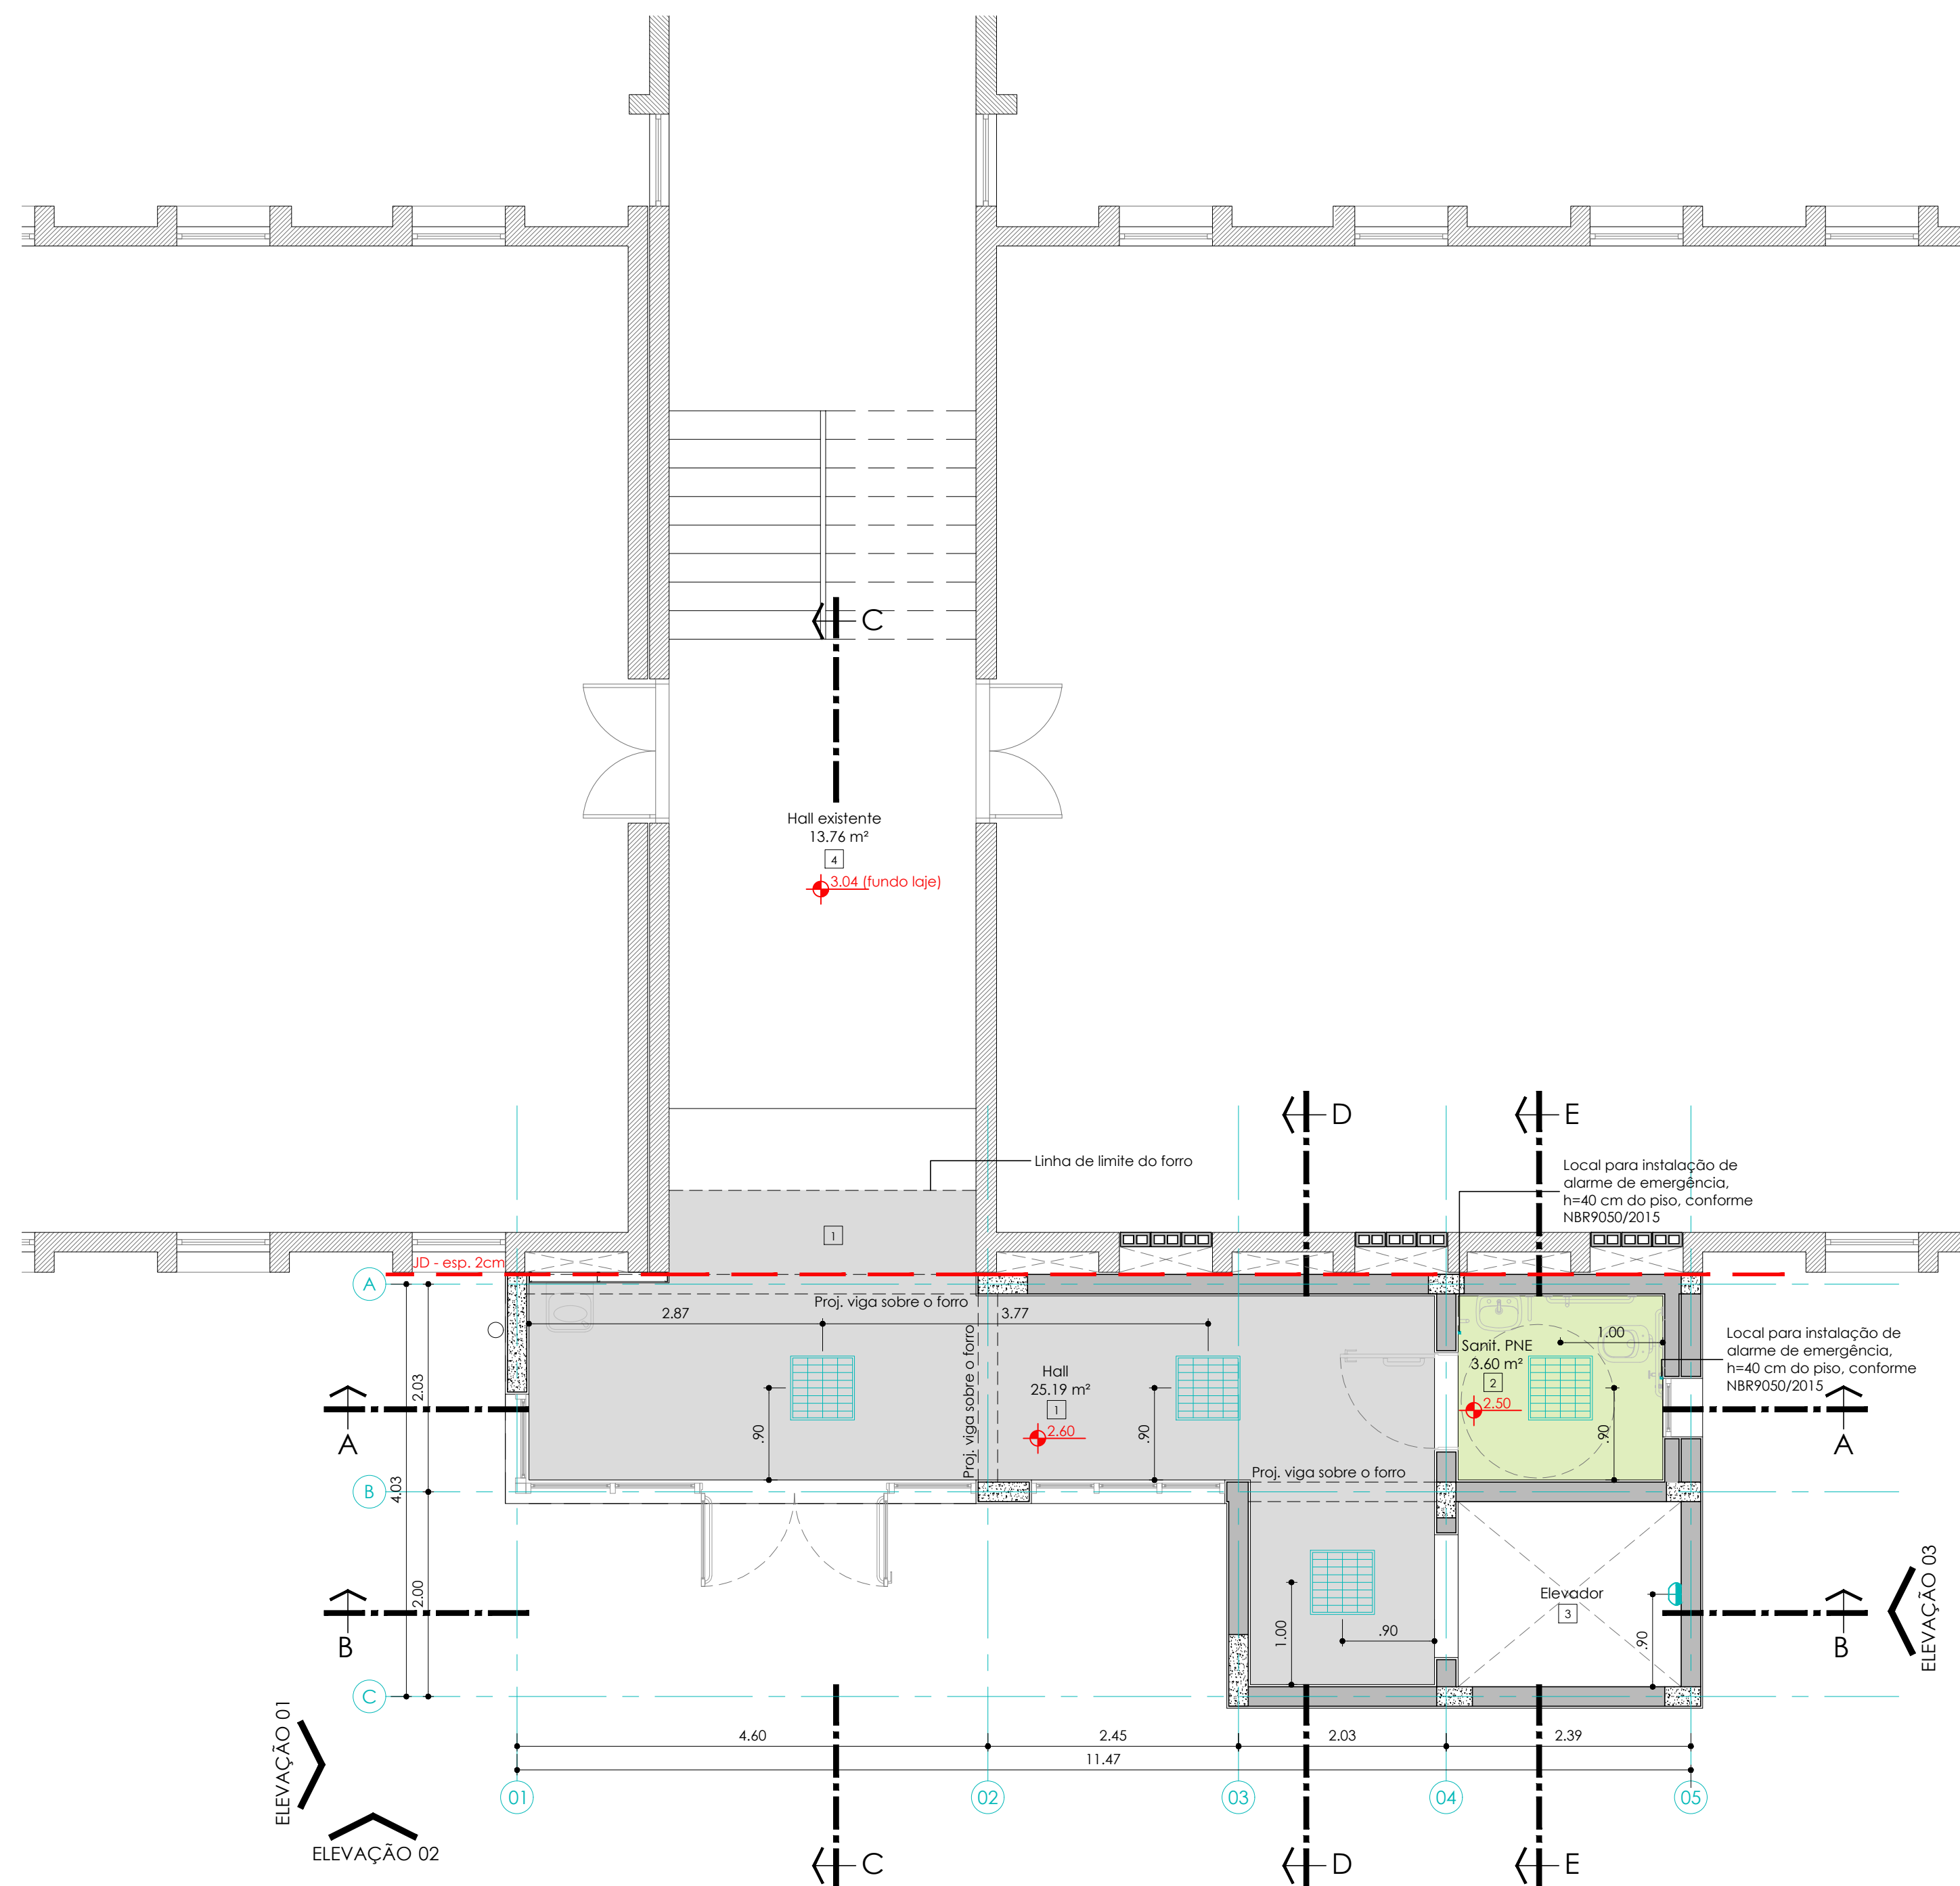 C
Hall existente
13.76 m²
4
3.04 (fundo laje)
D
E
Linha de limite do forro
Local para instalação de
alarme de emergência,
h=40 cm do piso, conforme
NBR9050/2015
1
JD - esp. 2cm
A
Proj. viga sobre o forro
2.87
3.77
Proj. viga sobre o forro
1.00
Local para instalação de
alarme de emergência,
h=40 cm do piso, conforme
NBR9050/2015
Sanit. PNE
3.60 m²
2
2.50
Hall
25.19 m²
1
2.60
2.03
.90
.90
.90
A
A
Proj. viga sobre o forro
B
4.03
2.00
1.00
.90
Elevador
3
.90
B
B
ELEVAÇÃO 03
C
ELEVAÇÃO 01
4.60
2.45
2.03
2.39
11.47
01
02
03
04
05
ELEVAÇÃO 02
C
D
E